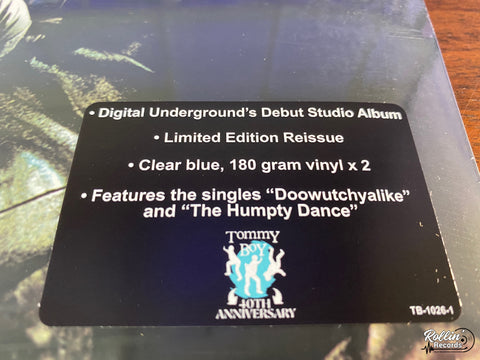 • Digital Underground's Debut Studio Album
• Limited Edition Reissue
• Clear blue, 180 gram vinyl x 2
• Features the singles “Doowutchyalike”
and “The Humpty Dance”
Tommy
Boy
40TH
ANNIVERSARY
TB-1026-1
Rollin'
Records